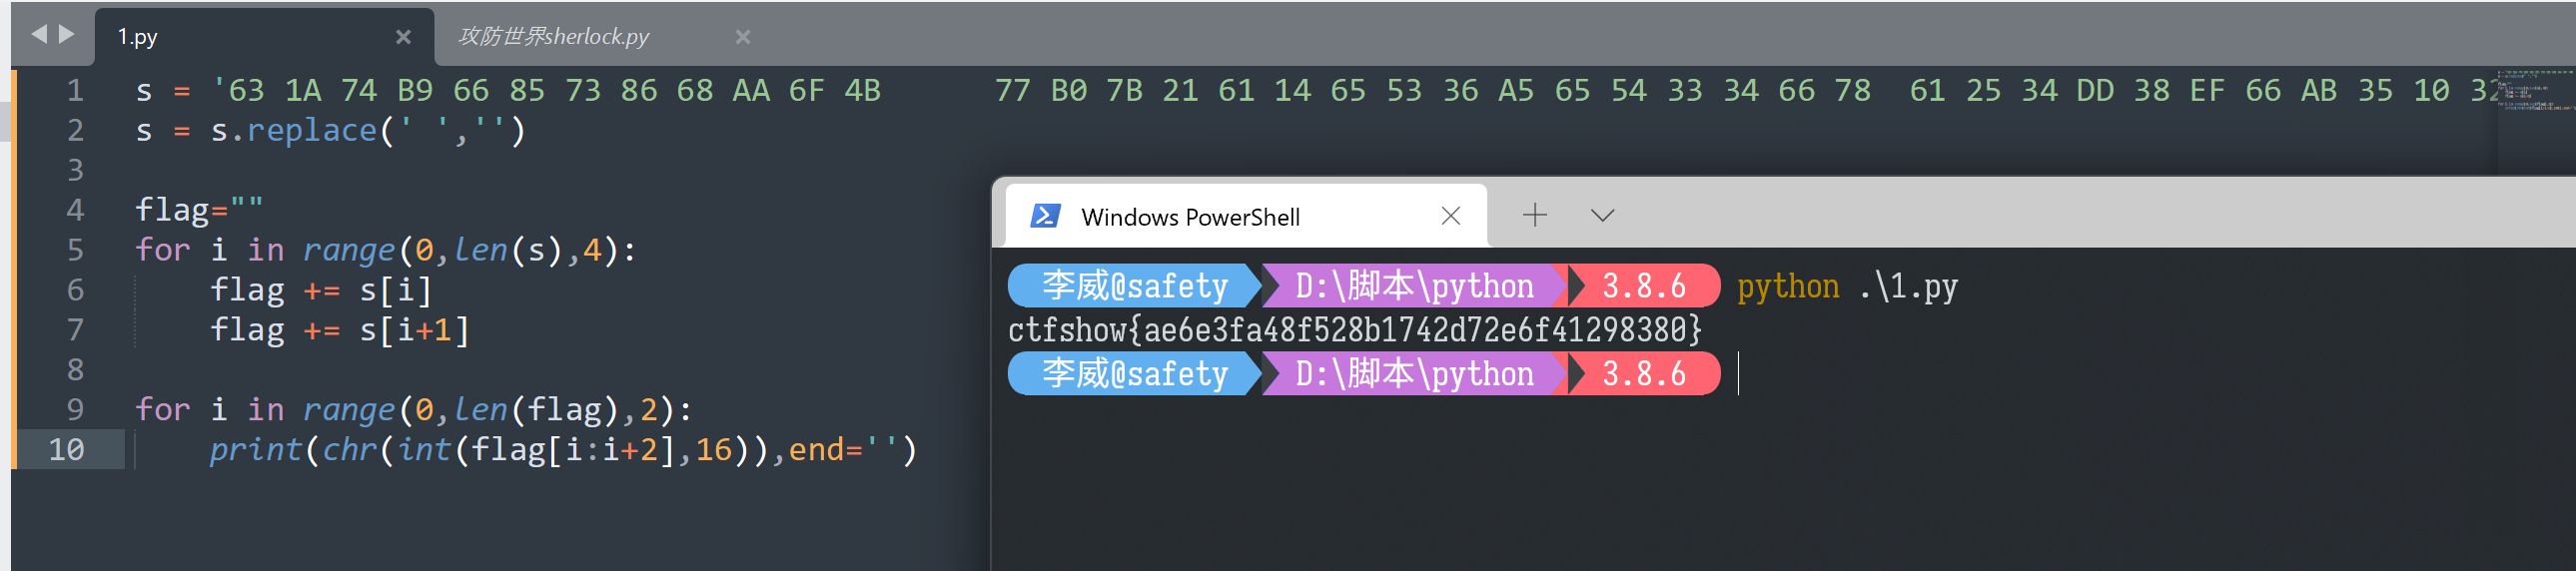 1.py
攻防世界sherlock.py
1 s = '63 1A 74 B9 66 85 73 86 68 AA 6F 4B 77 B0 7B 21 61 14 65 53 36 A5 65 54 33 34 66 78 61 25 34 DD 38 EF 66 AB 35 10 32
2 s = s.replace(' ','')
3
4 flag=""
5 for i in range(0,len(s),4):
6 flag += s[i]
7 flag += s[i+1]
8
9 for i in range(0,len(flag),2):
10 print(chr(int(flag[i:i+2],16)),end='')
Windows PowerShell
李威@safety D:\脚本\python 3.8.6 python .\1.py
ctfshow{ae6e3fa48f528b1742d72e6f41298380}
李威@safety D:\脚本\python 3.8.6